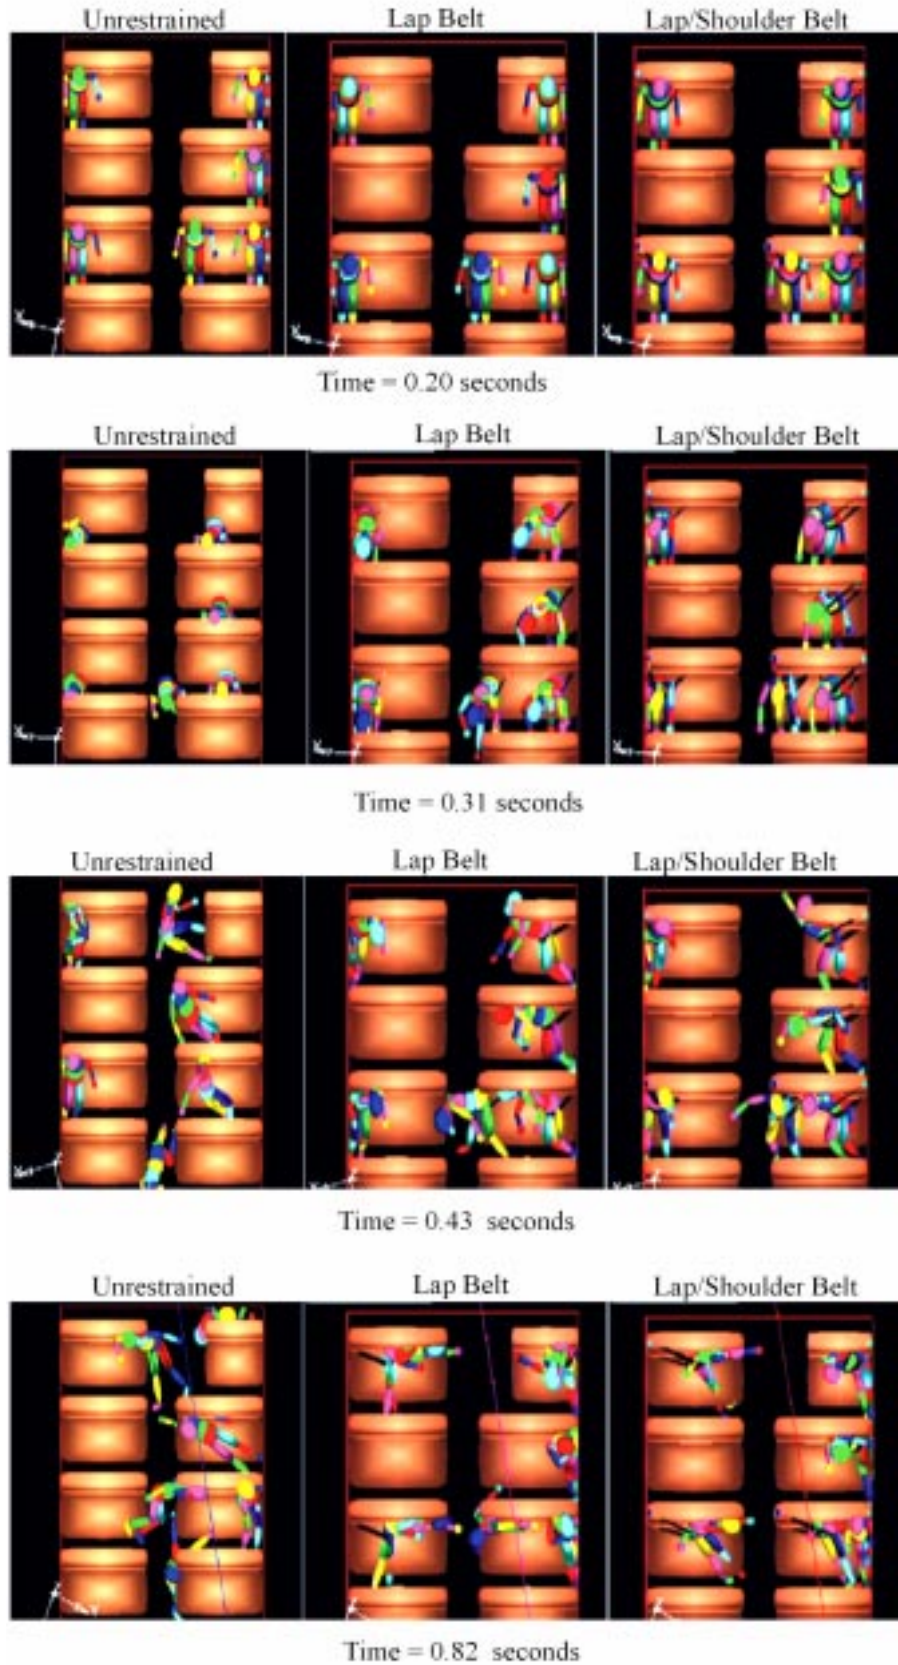 Unrestrained Lap Belt Lap/Shoulder Belt
Time = 0.20 seconds
Unrestrained Lap Belt Lap/Shoulder Belt
Time = 0.31 seconds
Unrestrained Lap Belt Lap/Shoulder Belt
Time = 0.43 seconds
Unrestrained Lap Belt Lap/Shoulder Belt
Time = 0.82 seconds